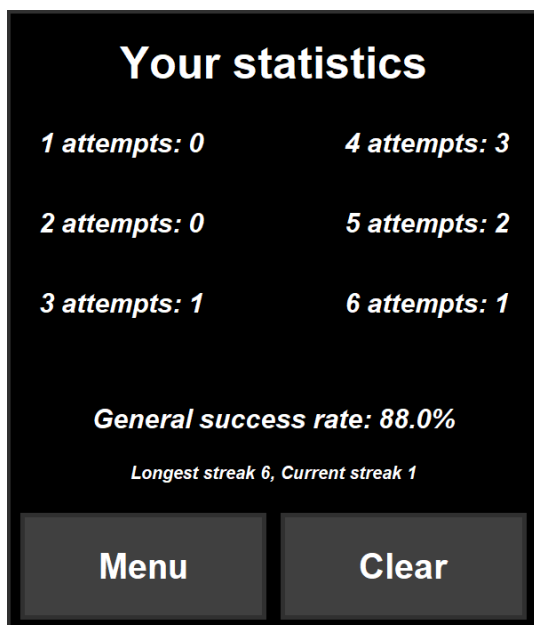 Your statistics
1 attempts: 0
4 attempts: 3
2 attempts: 0
5 attempts: 2
3 attempts: 1
6 attempts: 1
General success rate: 88.0%
Longest streak 6, Current streak 1
Menu
Clear